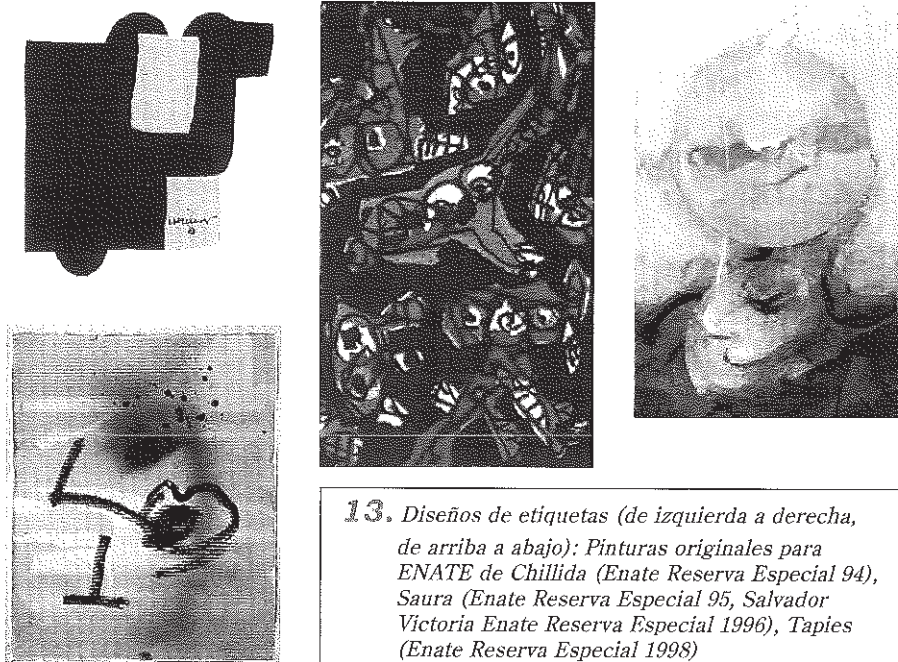 13. Diseños de etiquetas (de izquierda a derecha,
de arriba a abajo): Pinturas originales para
ENATE de Chillida (Enate Reserva Especial 94),
Saura (Enate Reserva Especial 95, Salvador
Victoria Enate Reserva Especial 1996), Tapies
(Enate Reserva Especial 1998)